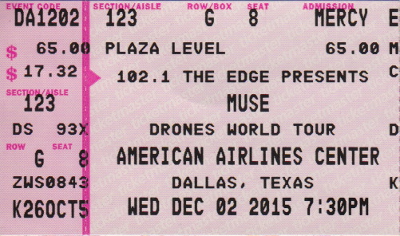 EVENT CODE SECTION/AISLE ROW/BOX SEAT ADMISSION
DA1202 123 G 8 MERCY E
$ 65.00 PLAZA LEVEL 65.00 M
$ 17.32 102.1 THE EDGE PRESENTS C
SECTION/AISLE
123 MUSE
DS 93X DRONES WORLD TOUR D
ROW SEAT
G 8 AMERICAN AIRLINES CENTER
ZWS0843 DALLAS, TEXAS K
K26OCT5 WED DEC 02 2015 7:30PM